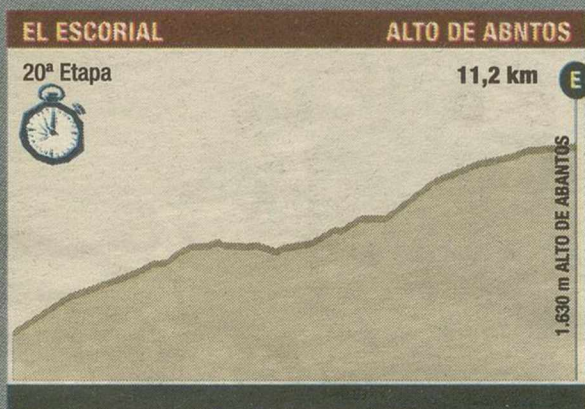 EL ESCORIAL
ALTO DE ABNTOS
20ª Etapa
11,2 km
E
1.630 m ALTO DE ABANTOS